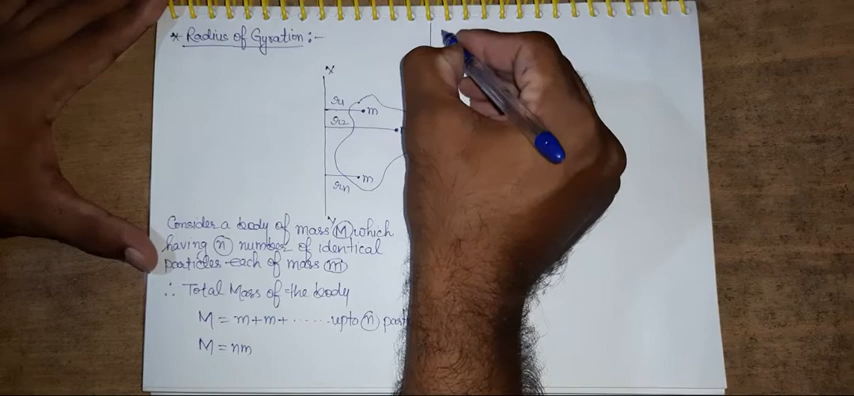 * Radius of Gyration :-
X
r1 m
r2
rn m
Y
Consider a body of mass M which
having n number of identical
particles each of mass m
∴ Total Mass of the body
M = m+m+ ...... upto n
M = nm